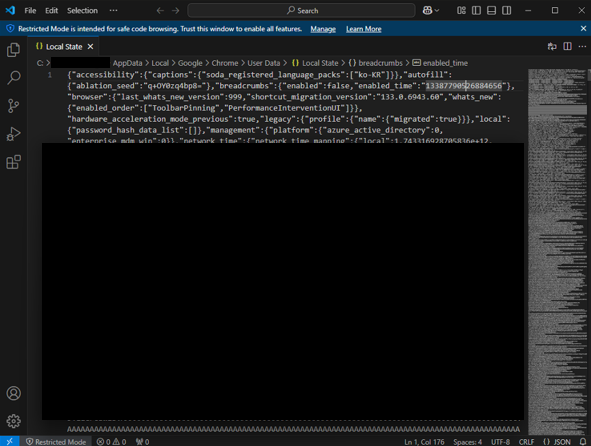 File Edit Selection ··· Search
Restricted Mode is intended for safe code browsing. Trust this window to enable all features. Manage Learn More
Local State
C: > AppData > Local > Google > Chrome > User Data > {} Local State > {} breadcrumbs > enabled_time
1 {"accessibility":{"captions":{"soda_registered_language_packs":["ko-KR"]}},"autofill":
{"ablation_seed":"q+OY0zq4bp8="},"breadcrumbs":{"enabled":false,"enabled_time":"13387790526884656"},
"browser":{"last_whats_new_version":999,"shortcut_migration_version":"133.0.6943.60","whats_new":
{"enabled_order":["ToolbarPinning","PerformanceInterventionUI"]}},
"hardware_acceleration_mode_previous":true,"legacy":{"profile":{"name":{"migrated":true}}},"local":
{"password_hash_data_list":[]},"management":{"platform":{"azure_active_directory":0,
"enterprise_mdm_win":0}},"network_time":{"network_time_mapping":{"local":1.743316928705836e+12,
Restricted Mode 0 0 0 Ln 1, Col 176 Spaces: 4 UTF-8 CRLF {} JSON